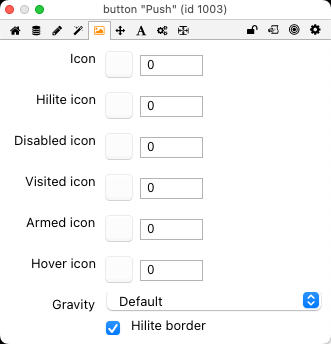 button "Push" (id 1003)
A
Icon 0
Hilite icon 0
Disabled icon 0
Visited icon 0
Armed icon 0
Hover icon 0
Gravity Default
Hilite border